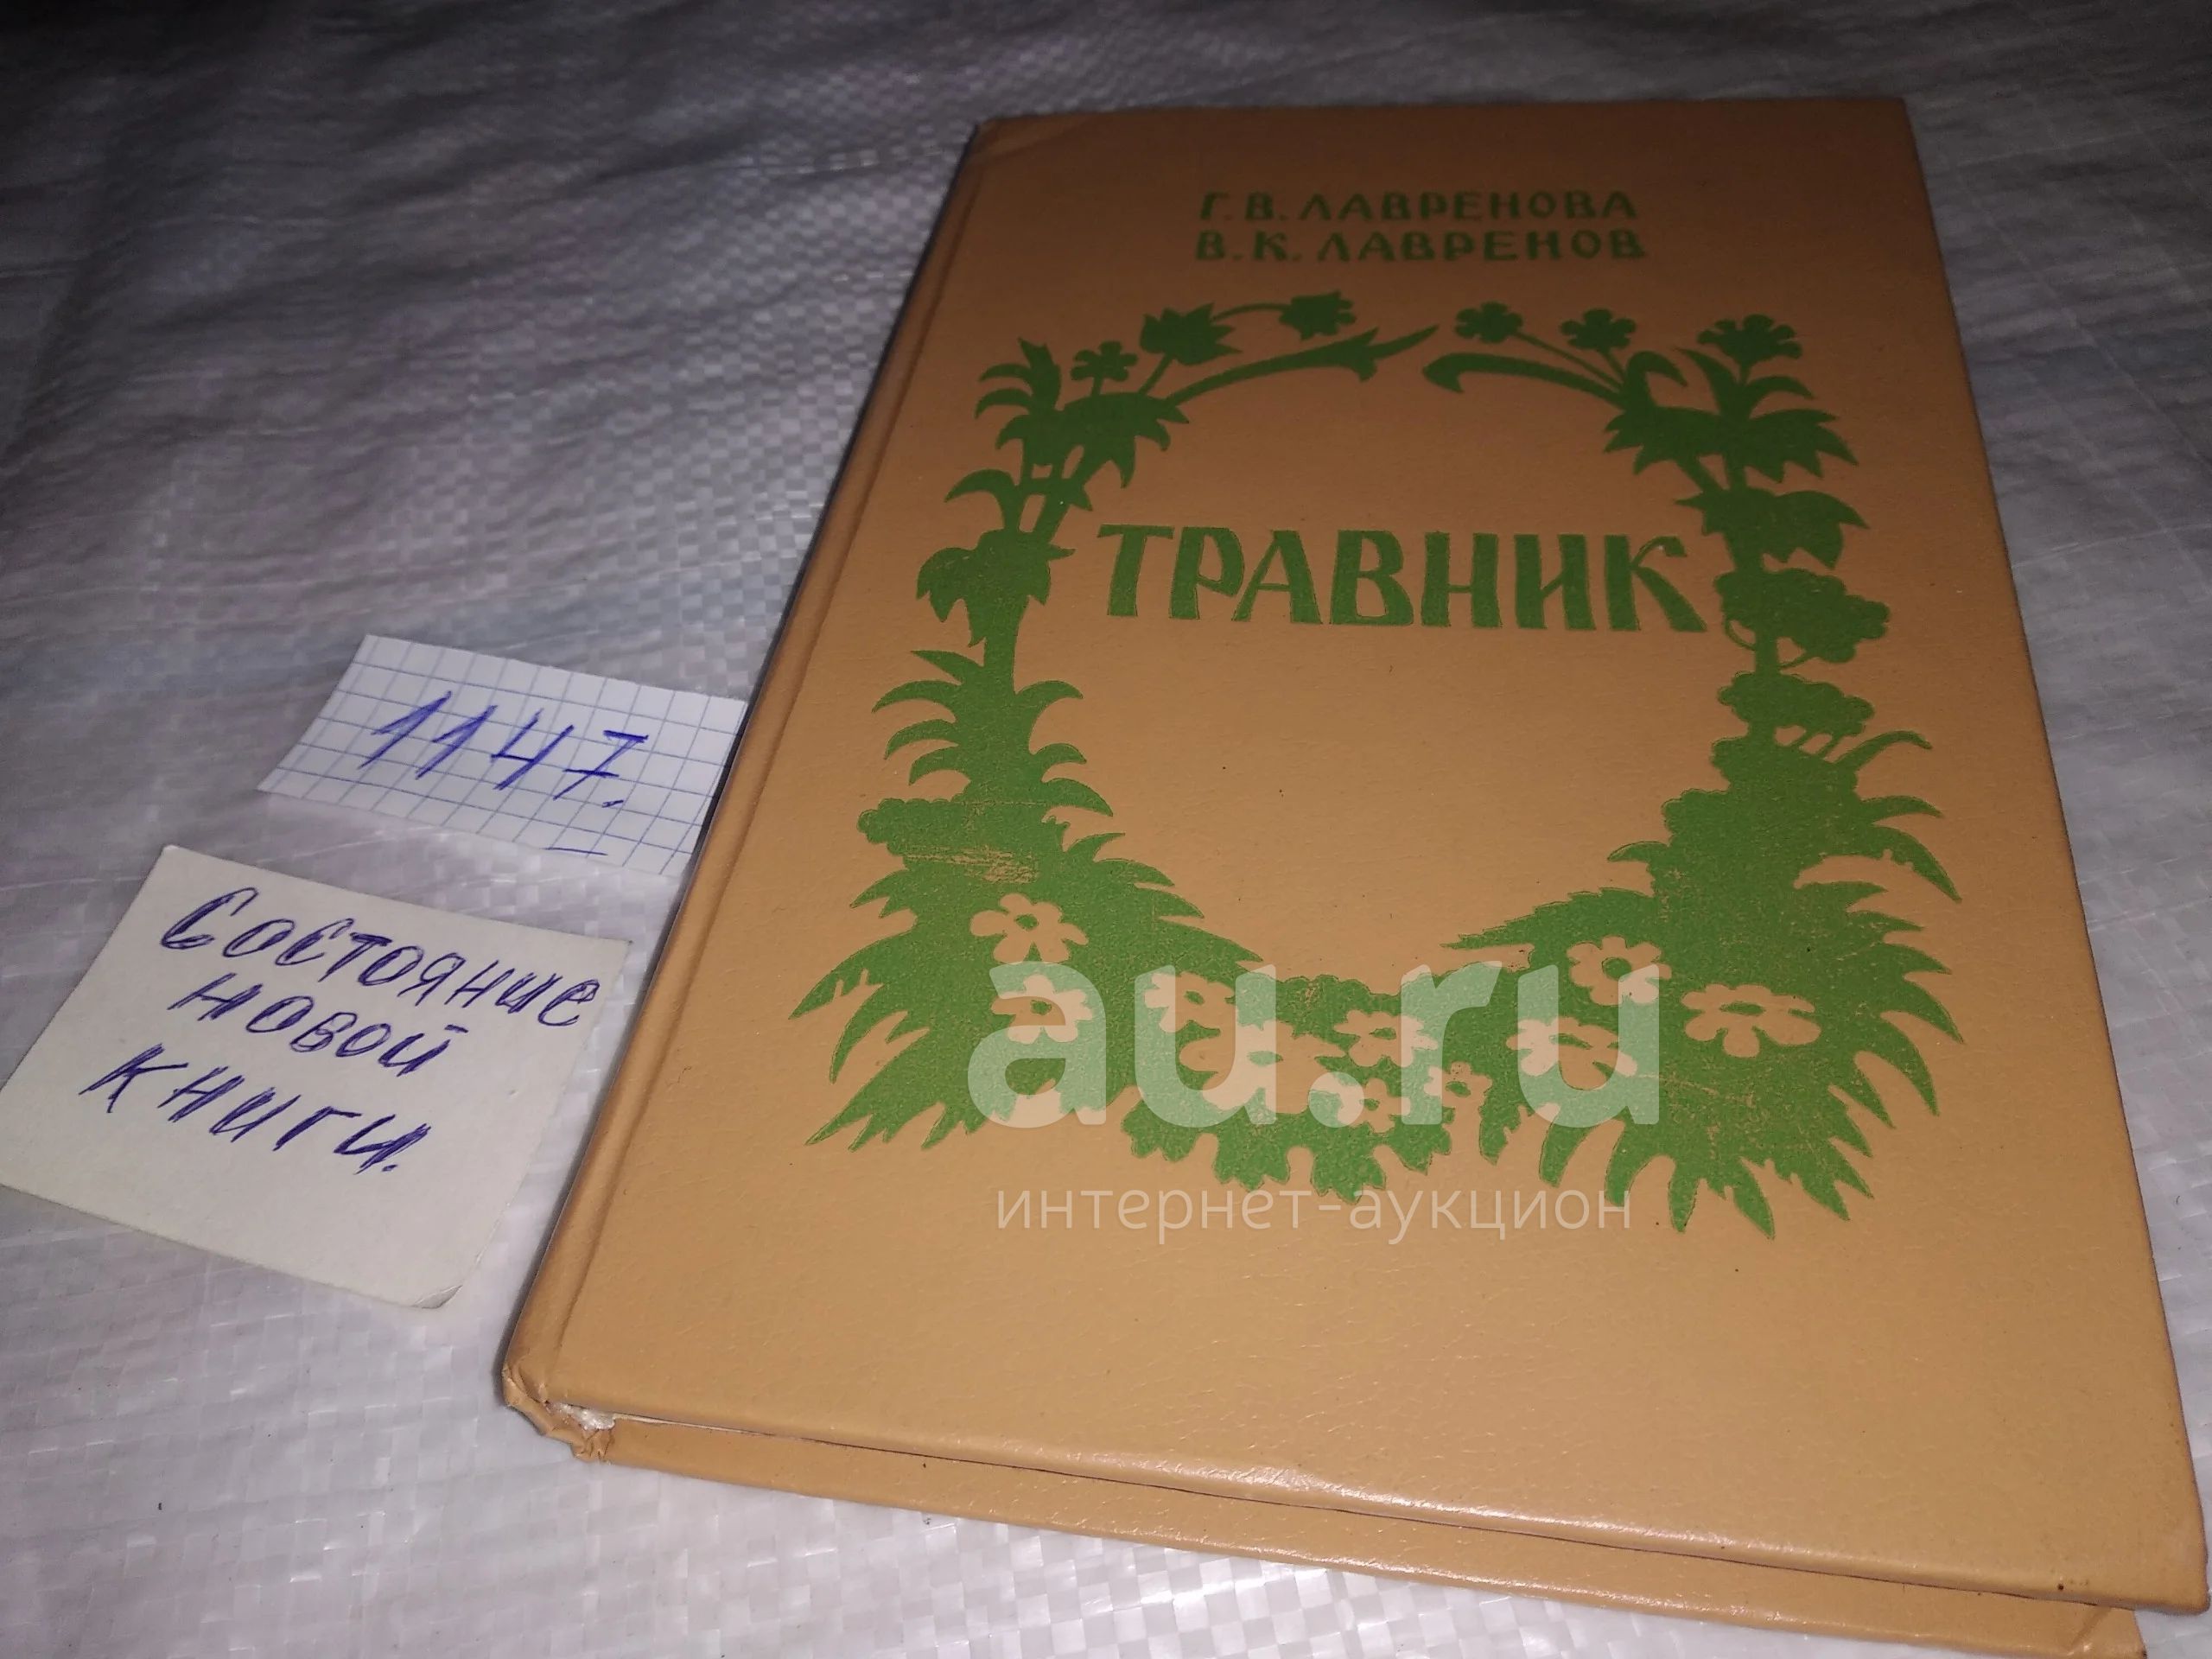 Г.В. ЛАВРЕНОВА
В.К. ЛАВРЕНОВ
ТРАВНИК
1147.
Состояние
новой
книги.
au.ru
интернет-аукцион